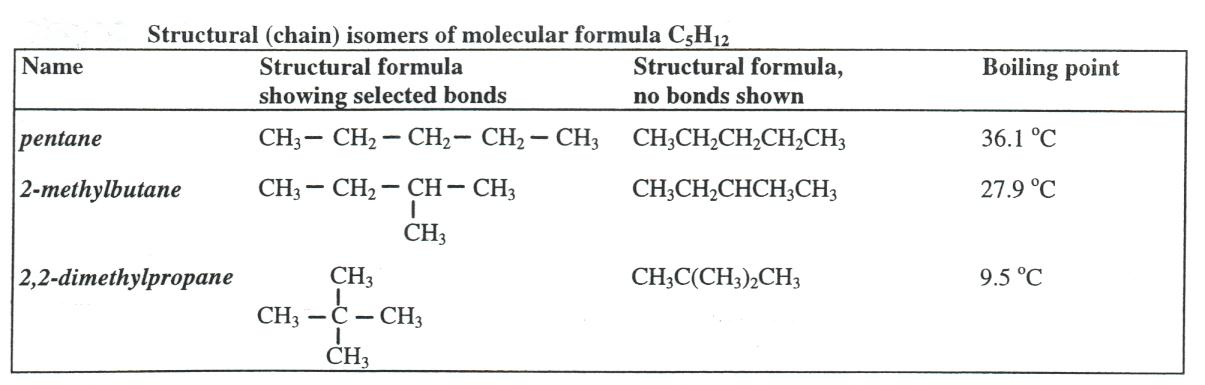 Structural (chain) isomers of molecular formula C₅H₁₂
Name Structural formula Structural formula, Boiling point
showing selected bonds no bonds shown
pentane CH₃– CH₂– CH₂– CH₂– CH₃ CH₃CH₂CH₂CH₂CH₃ 36.1 °C
2-methylbutane CH₃– CH₂– CH– CH₃ CH₃CH₂CHCH₃CH₃ 27.9 °C
CH₃
2,2-dimethylpropane CH₃ CH₃C(CH₃)₂CH₃ 9.5 °C
CH₃ –C – CH₃
CH₃